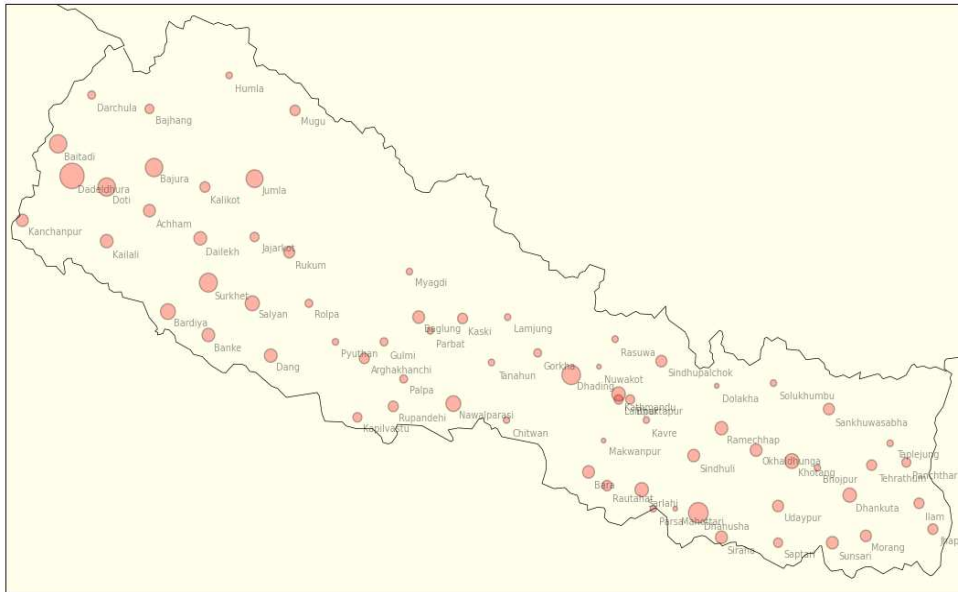 Humla
Darchula
Bajhang
Mugu
Baitadi
Bajura
Dadeldhura
Doti
Kalikot
Jumla
Achham
Kanchanpur
Kailali
Dailekh
Jajarkot
Rukum
Myagdi
Surkhet
Salyan
Rolpa
Bardiya
Baglung
Parbat
Kaski
Lamjung
Banke
Pyuthan
Gulmi
Rasuwa
Dang
Arghakhanchi
Tanahun
Gorkha
Sindhupalchok
Palpa
Dhading
Nuwakot
Dolakha
Solukhumbu
Kathmandu
Rupandehi
Nawalparasi
Kapilvastu
Chitwan
Kavre
Sankhuwasabha
Ramechhap
Makwanpur
Taplejung
Okhaldhunga
Sindhuli
Khotang
Bhojpur
Tehrathum
Panchthar
Bara
Rautahat
Sarlahi
Dhankuta
Parsa
Mahottari
Dhanusha
Udaypur
Ilam
Siraha
Saptari
Sunsari
Morang